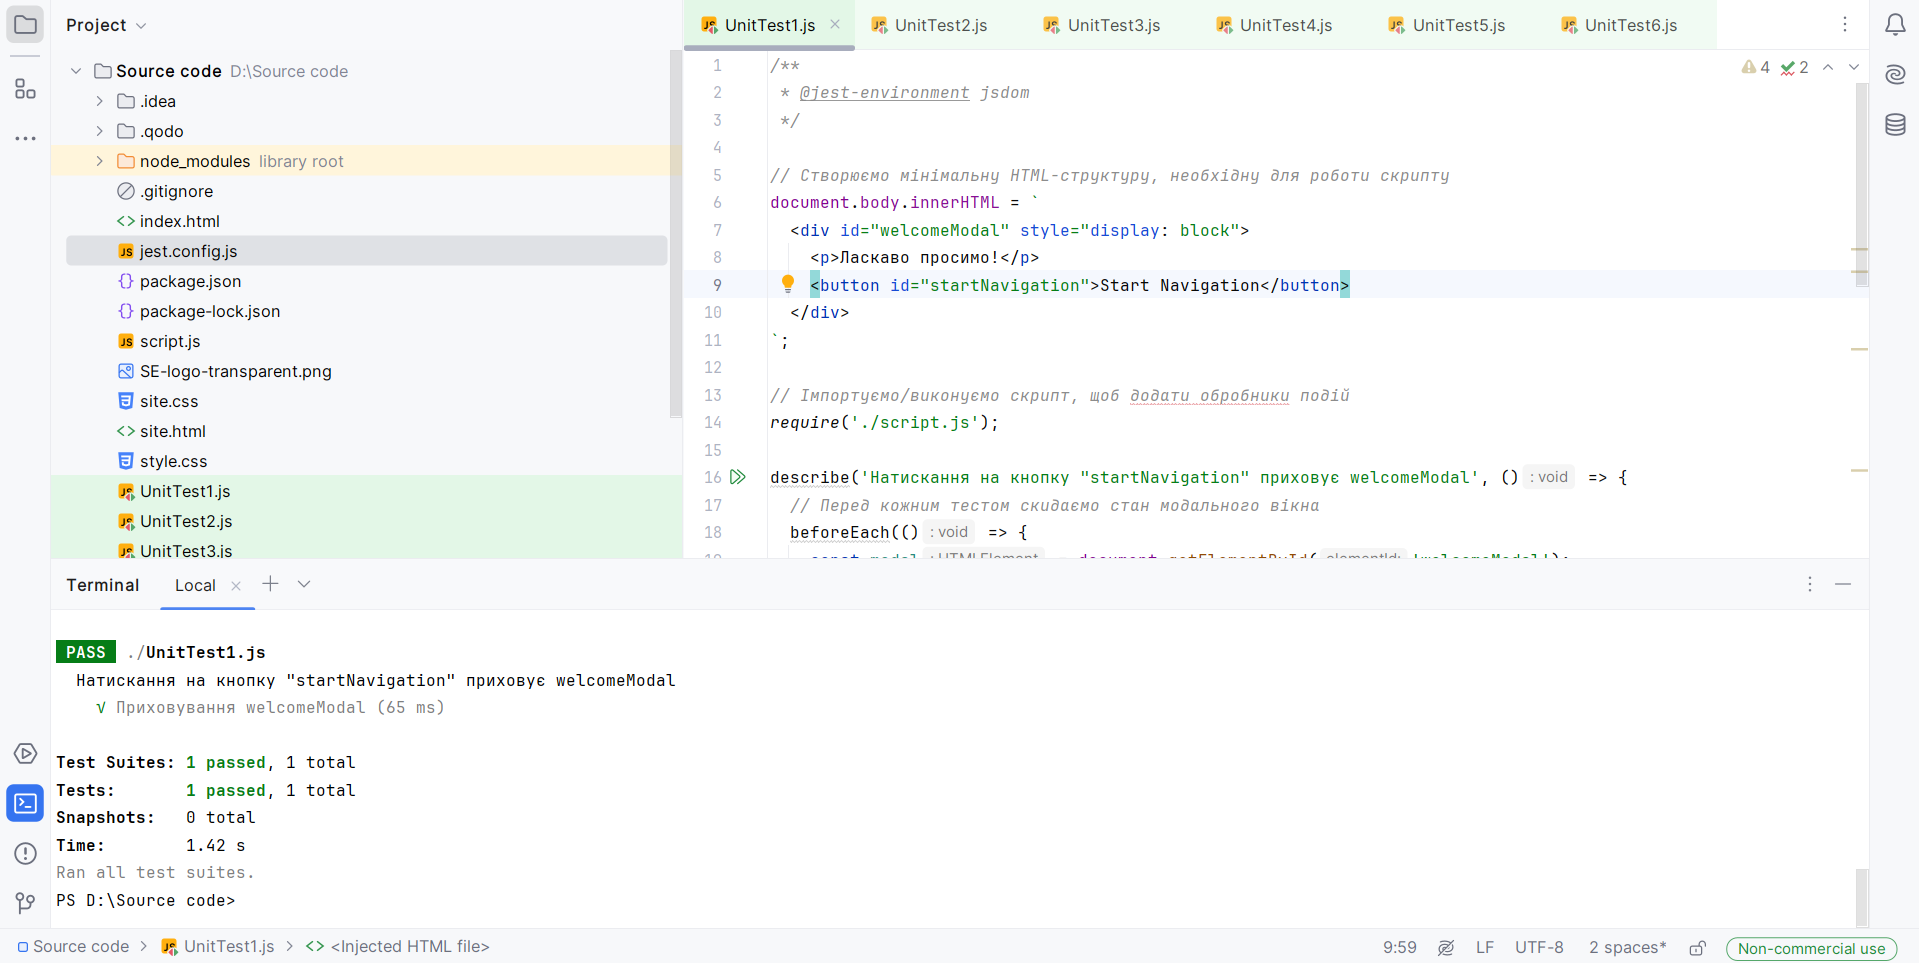 Project
Source code D:\Source code
.idea
.qodo
node_modules library root
.gitignore
index.html
jest.config.js
package.json
package-lock.json
script.js
SE-logo-transparent.png
site.css
site.html
style.css
UnitTest1.js
UnitTest2.js
UnitTest3.js
UnitTest1.js UnitTest2.js UnitTest3.js UnitTest4.js UnitTest5.js UnitTest6.js
4 2
1 /**
2 * @jest-environment jsdom
3 */
4
5 // Створюємо мінімальну HTML-структуру, необхідну для роботи скрипту
6 document.body.innerHTML = `
7 <div id="welcomeModal" style="display: block">
8 <p>Ласкаво просимо!</p>
9 <button id="startNavigation">Start Navigation</button>
10 </div>
11 `;
12
13 // Імпортуємо/виконуємо скрипт, щоб додати обробники подій
14 require('./script.js');
15
16 describe('Натискання на кнопку "startNavigation" приховує welcomeModal', () : void => {
17 // Перед кожним тестом скидаємо стан модального вікна
18 beforeEach(() : void => {
19 const modal : HTMLElement = document.getElementById( elementId: 'welcomeModal');
Terminal Local
PASS ./UnitTest1.js
Натискання на кнопку "startNavigation" приховує welcomeModal
√ Приховування welcomeModal (65 ms)
Test Suites: 1 passed, 1 total
Tests: 1 passed, 1 total
Snapshots: 0 total
Time: 1.42 s
Ran all test suites.
PS D:\Source code>
Source code > UnitTest1.js > <Injected HTML file>
9:59 LF UTF-8 2 spaces* Non-commercial use